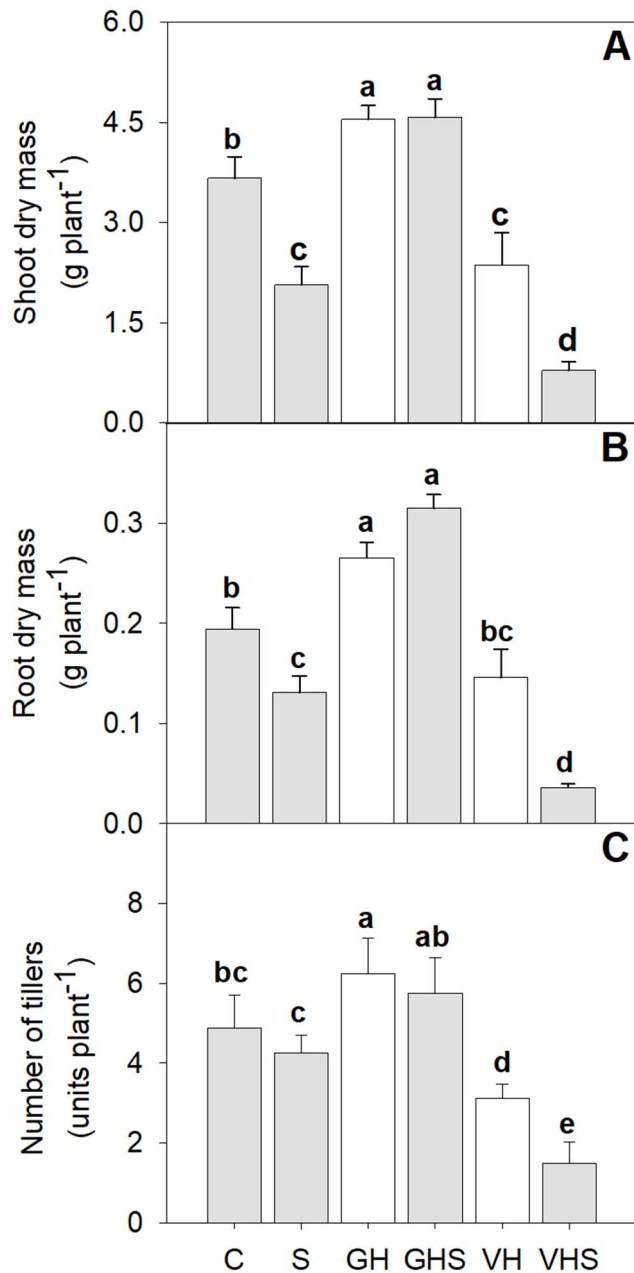 A
Shoot dry mass
(g plant⁻¹)
6.0
4.5
3.0
1.5
0.0
b
c
a
a
c
d
B
Root dry mass
(g plant⁻¹)
0.3
0.2
0.1
0.0
b
c
a
a
bc
d
C
Number of tillers
(units plant⁻¹)
8
6
4
2
0
bc
c
a
ab
d
e
C S GH GHS VH VHS